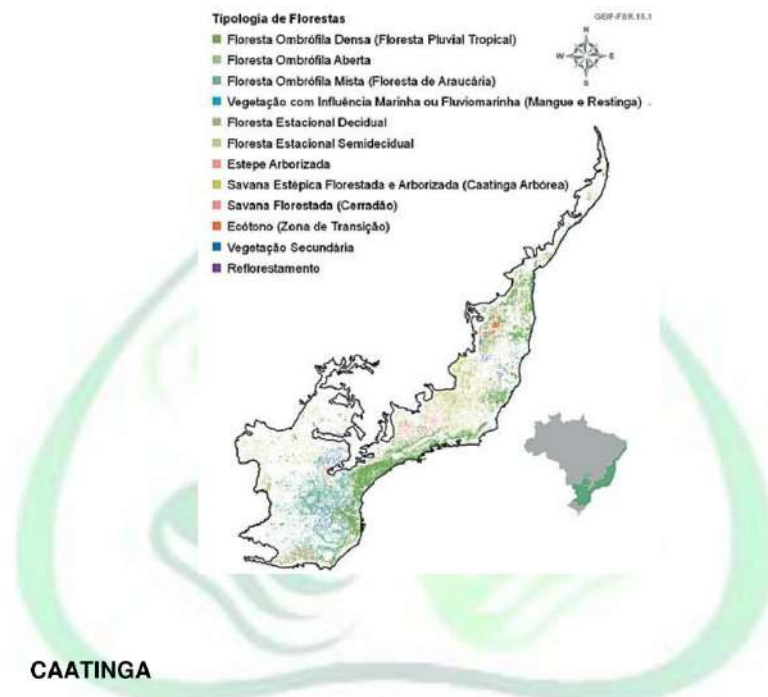 Tipologia de Florestas
GEIF-FBR.15.1
Floresta Ombrófila Densa (Floresta Pluvial Tropical)
Floresta Ombrófila Aberta
Floresta Ombrófila Mista (Floresta de Araucária)
Vegetação com Influência Marinha ou Fluviomarinha (Mangue e Restinga)
Floresta Estacional Decidual
Floresta Estacional Semidecidual
Estepe Arborizada
Savana Estépica Florestada e Arborizada (Caatinga Arbórea)
Savana Florestada (Cerradão)
Ecótono (Zona de Transição)
Vegetação Secundária
Reflorestamento
N
W E
S
CAATINGA